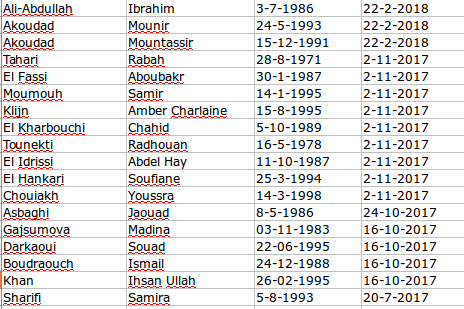 Ali-Abdullah Ibrahim 3-7-1986 22-2-2018
Akoudad Mounir 24-5-1993 22-2-2018
Akoudad Mountassir 15-12-1991 22-2-2018
Tahari Rabah 28-8-1971 2-11-2017
El Fassi Aboubakr 30-1-1987 2-11-2017
Moumouh Samir 14-1-1995 2-11-2017
Klijn Amber Charlaine 15-8-1995 2-11-2017
El Kharbouchi Chahid 5-10-1989 2-11-2017
Tounekti Radhouan 16-5-1978 2-11-2017
El Idrissi Abdel Hay 11-10-1987 2-11-2017
El Hankari Soufiane 25-3-1994 2-11-2017
Chouiakh Youssra 14-3-1998 2-11-2017
Asbaghi Jaouad 8-5-1986 24-10-2017
Gajsumova Madina 03-11-1983 16-10-2017
Darkaoui Souad 22-06-1995 16-10-2017
Boudraouch Ismail 24-12-1988 16-10-2017
Khan Ihsan Ullah 26-02-1995 16-10-2017
Sharifi Samira 5-8-1993 20-7-2017